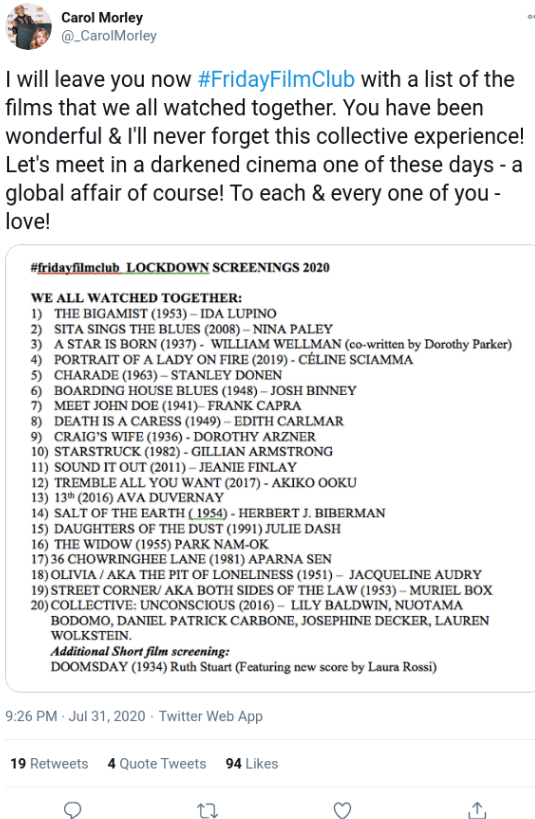 Carol Morley
@_CarolMorley
I will leave you now #FridayFilmClub with a list of the
films that we all watched together. You have been
wonderful & I'll never forget this collective experience!
Let's meet in a darkened cinema one of these days - a
global affair of course! To each & every one of you -
love!
#fridayfilmclub LOCKDOWN SCREENINGS 2020
WE ALL WATCHED TOGETHER:
1) THE BIGAMIST (1953) – IDA LUPINO
2) SITA SINGS THE BLUES (2008) – NINA PALEY
3) A STAR IS BORN (1937) - WILLIAM WELLMAN (co-written by Dorothy Parker)
4) PORTRAIT OF A LADY ON FIRE (2019) - CÉLINE SCIAMMA
5) CHARADE (1963) – STANLEY DONEN
6) BOARDING HOUSE BLUES (1948) – JOSH BINNEY
7) MEET JOHN DOE (1941)– FRANK CAPRA
8) DEATH IS A CARESS (1949) – EDITH CARLMAR
9) CRAIG'S WIFE (1936) - DOROTHY ARZNER
10) STARSTRUCK (1982) - GILLIAN ARMSTRONG
11) SOUND IT OUT (2011) – JEANIE FINLAY
12) TREMBLE ALL YOU WANT (2017) - AKIKO OOKU
13) 13th (2016) AVA DUVERNAY
14) SALT OF THE EARTH ( 1954) - HERBERT J. BIBERMAN
15) DAUGHTERS OF THE DUST (1991) JULIE DASH
16) THE WIDOW (1955) PARK NAM-OK
17) 36 CHOWRINGHEE LANE (1981) APARNA SEN
18) OLIVIA / AKA THE PIT OF LONELINESS (1951) – JACQUELINE AUDRY
19) STREET CORNER/ AKA BOTH SIDES OF THE LAW (1953) – MURIEL BOX
20) COLLECTIVE: UNCONSCIOUS (2016) – LILY BALDWIN, NUOTAMA
BODOMO, DANIEL PATRICK CARBONE, JOSEPHINE DECKER, LAUREN
WOLKSTEIN.
Additional Short film screening:
DOOMSDAY (1934) Ruth Stuart (Featuring new score by Laura Rossi)
9:26 PM · Jul 31, 2020 · Twitter Web App
19 Retweets 4 Quote Tweets 94 Likes